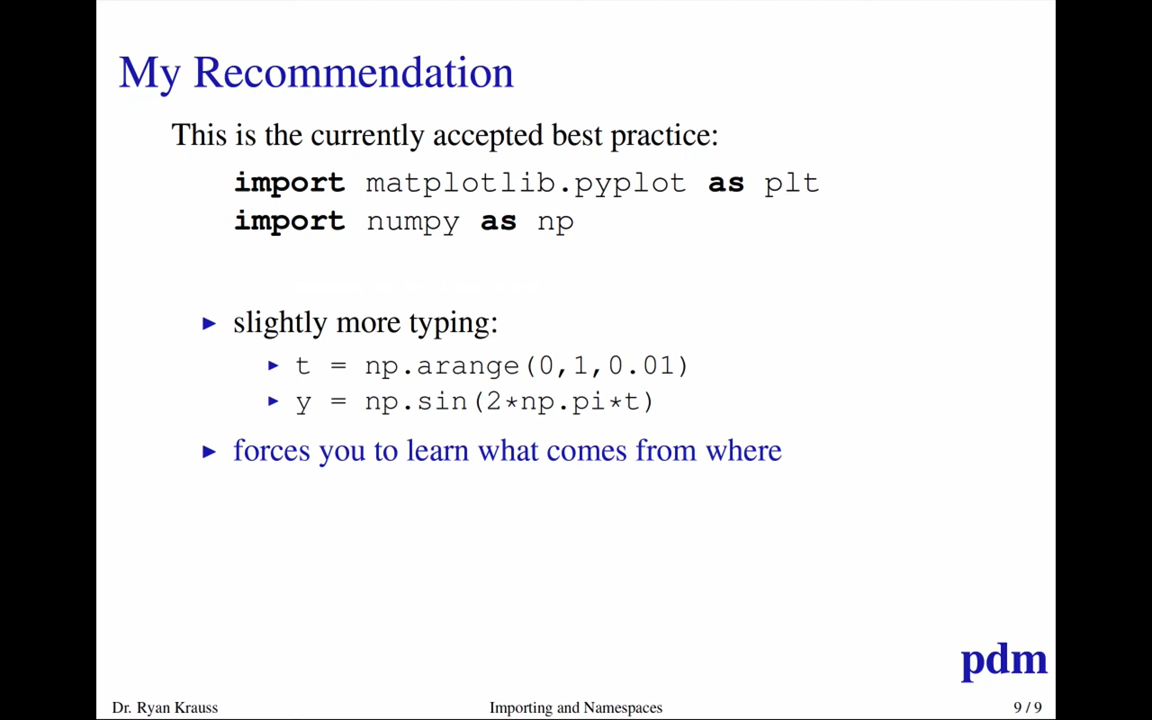 My Recommendation
This is the currently accepted best practice:
import matplotlib.pyplot as plt
import numpy as np
▶ slightly more typing:
▶ t = np.arange(0,1,0.01)
▶ y = np.sin(2*np.pi*t)
▶ forces you to learn what comes from where
pdm
Dr. Ryan Krauss Importing and Namespaces 9 / 9